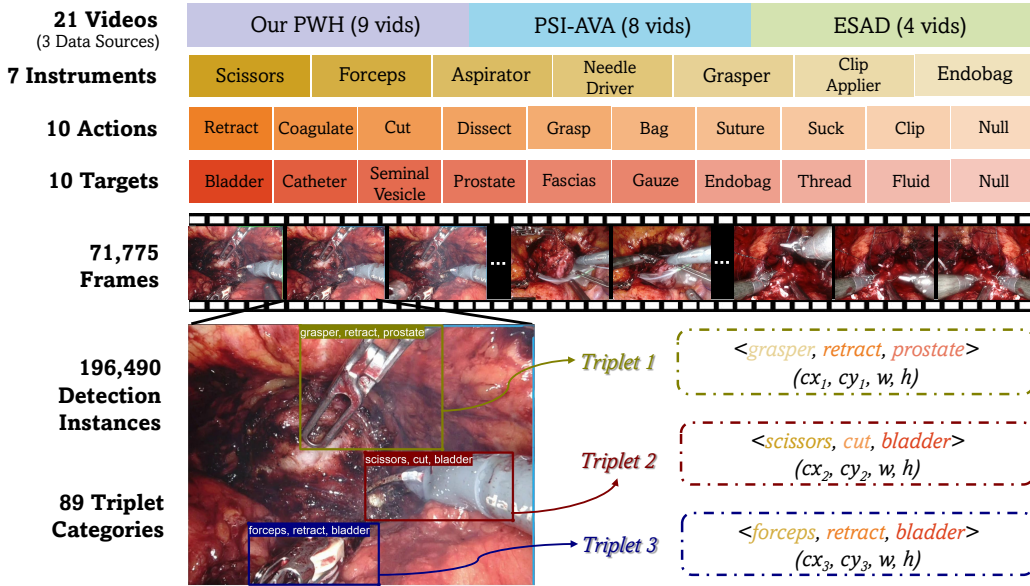 21 Videos
(3 Data Sources)
Our PWH (9 vids)
PSI-AVA (8 vids)
ESAD (4 vids)
7 Instruments
Scissors
Forceps
Aspirator
Needle
Driver
Grasper
Clip
Applier
Endobag
10 Actions
Retract
Coagulate
Cut
Dissect
Grasp
Bag
Suture
Suck
Clip
Null
10 Targets
Bladder
Catheter
Seminal
Vesicle
Prostate
Fascias
Gauze
Endobag
Thread
Fluid
Null
71,775
Frames
...
...
196,490
Detection
Instances
89 Triplet
Categories
grasper, retract, prostate
scissors, cut, bladder
forceps, retract, bladder
da
Triplet 1
<grasper, retract, prostate>
(cx₁, cy₁, w, h)
Triplet 2
<scissors, cut, bladder>
(cx₂, cy₂, w, h)
Triplet 3
<forceps, retract, bladder>
(cx₃, cy₃, w, h)